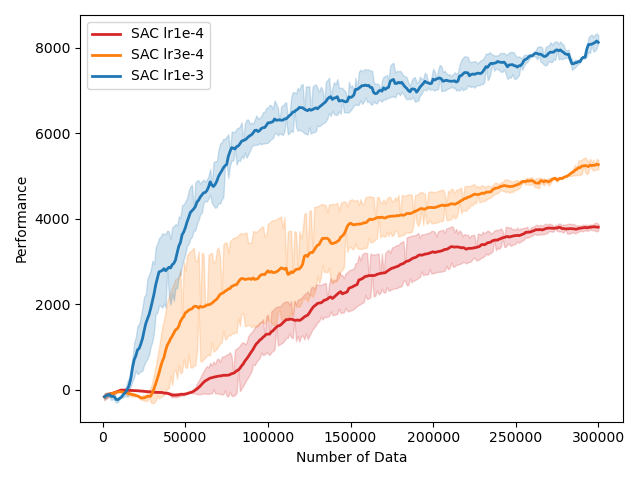 SAC lr1e-4
SAC lr3e-4
SAC lr1e-3
8000
6000
4000
2000
0
Performance
0 50000 100000 150000 200000 250000 300000
Number of Data